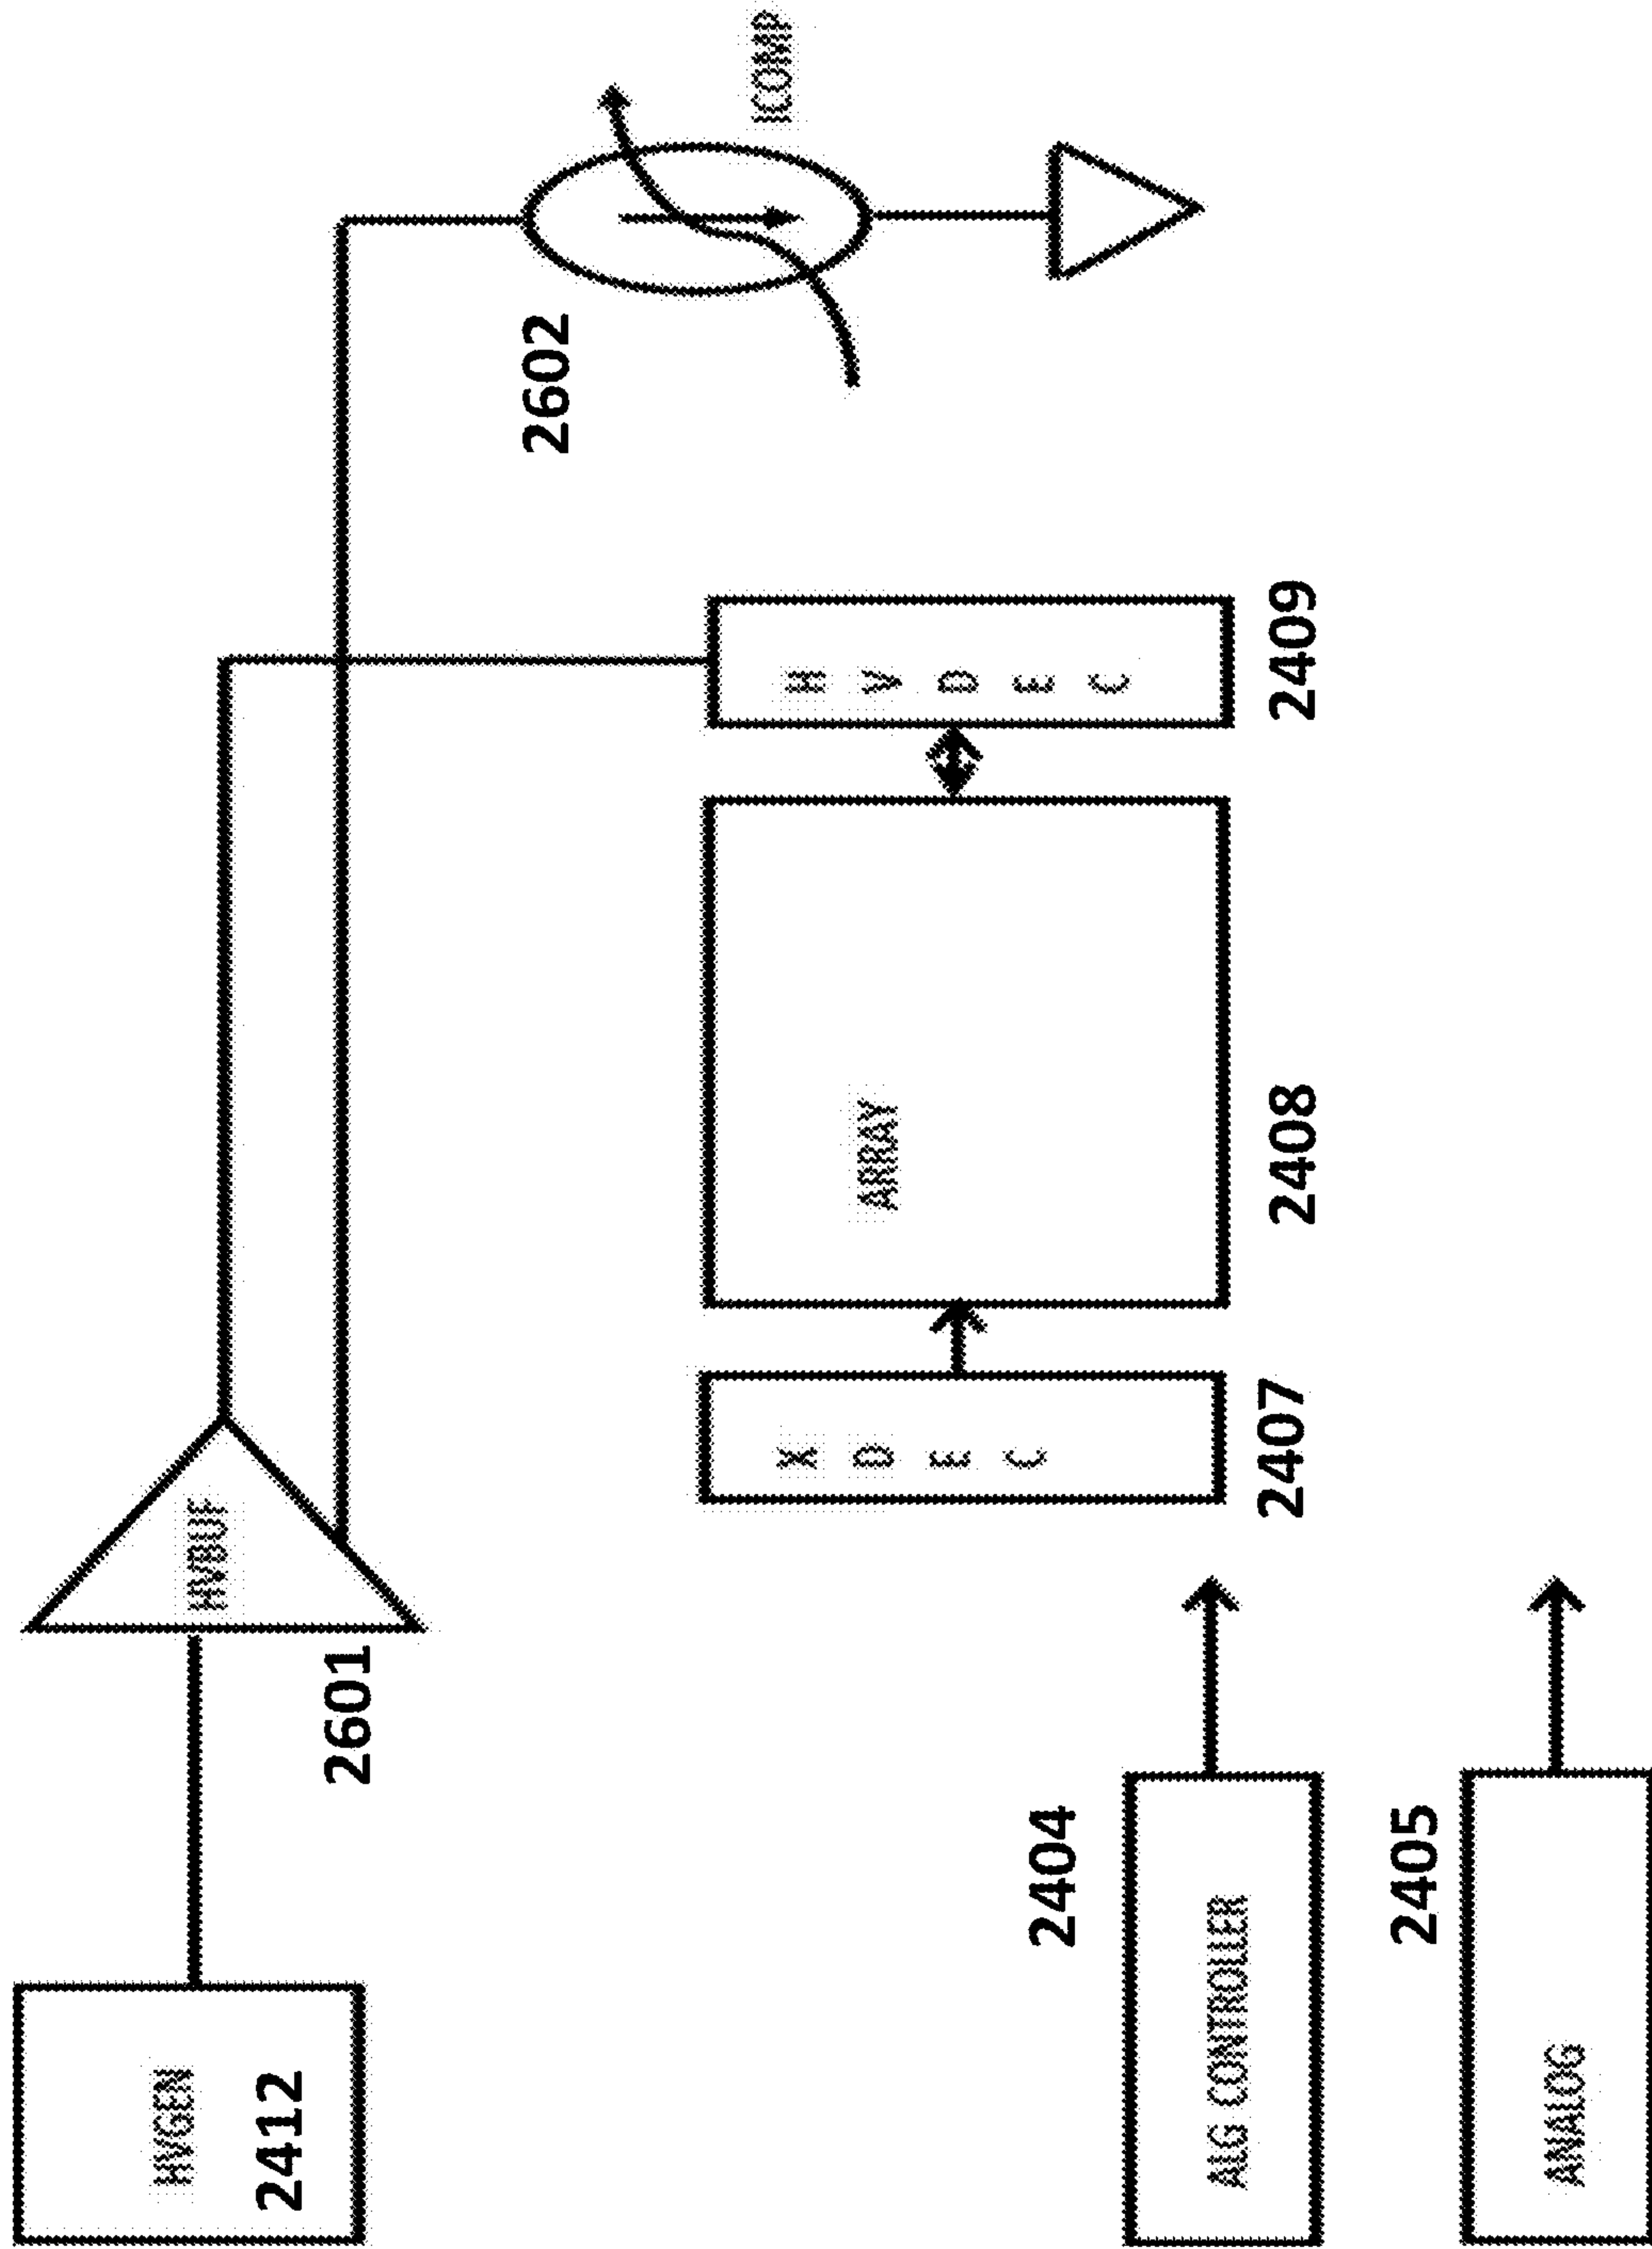 HVGEN
2412
HVBUF
2601
ICOMP
2602
X
D
E
C
2407
ARRAY
2408
H
V
D
E
C
2409
2404
ALG CONTROLLER
2405
ANALOG